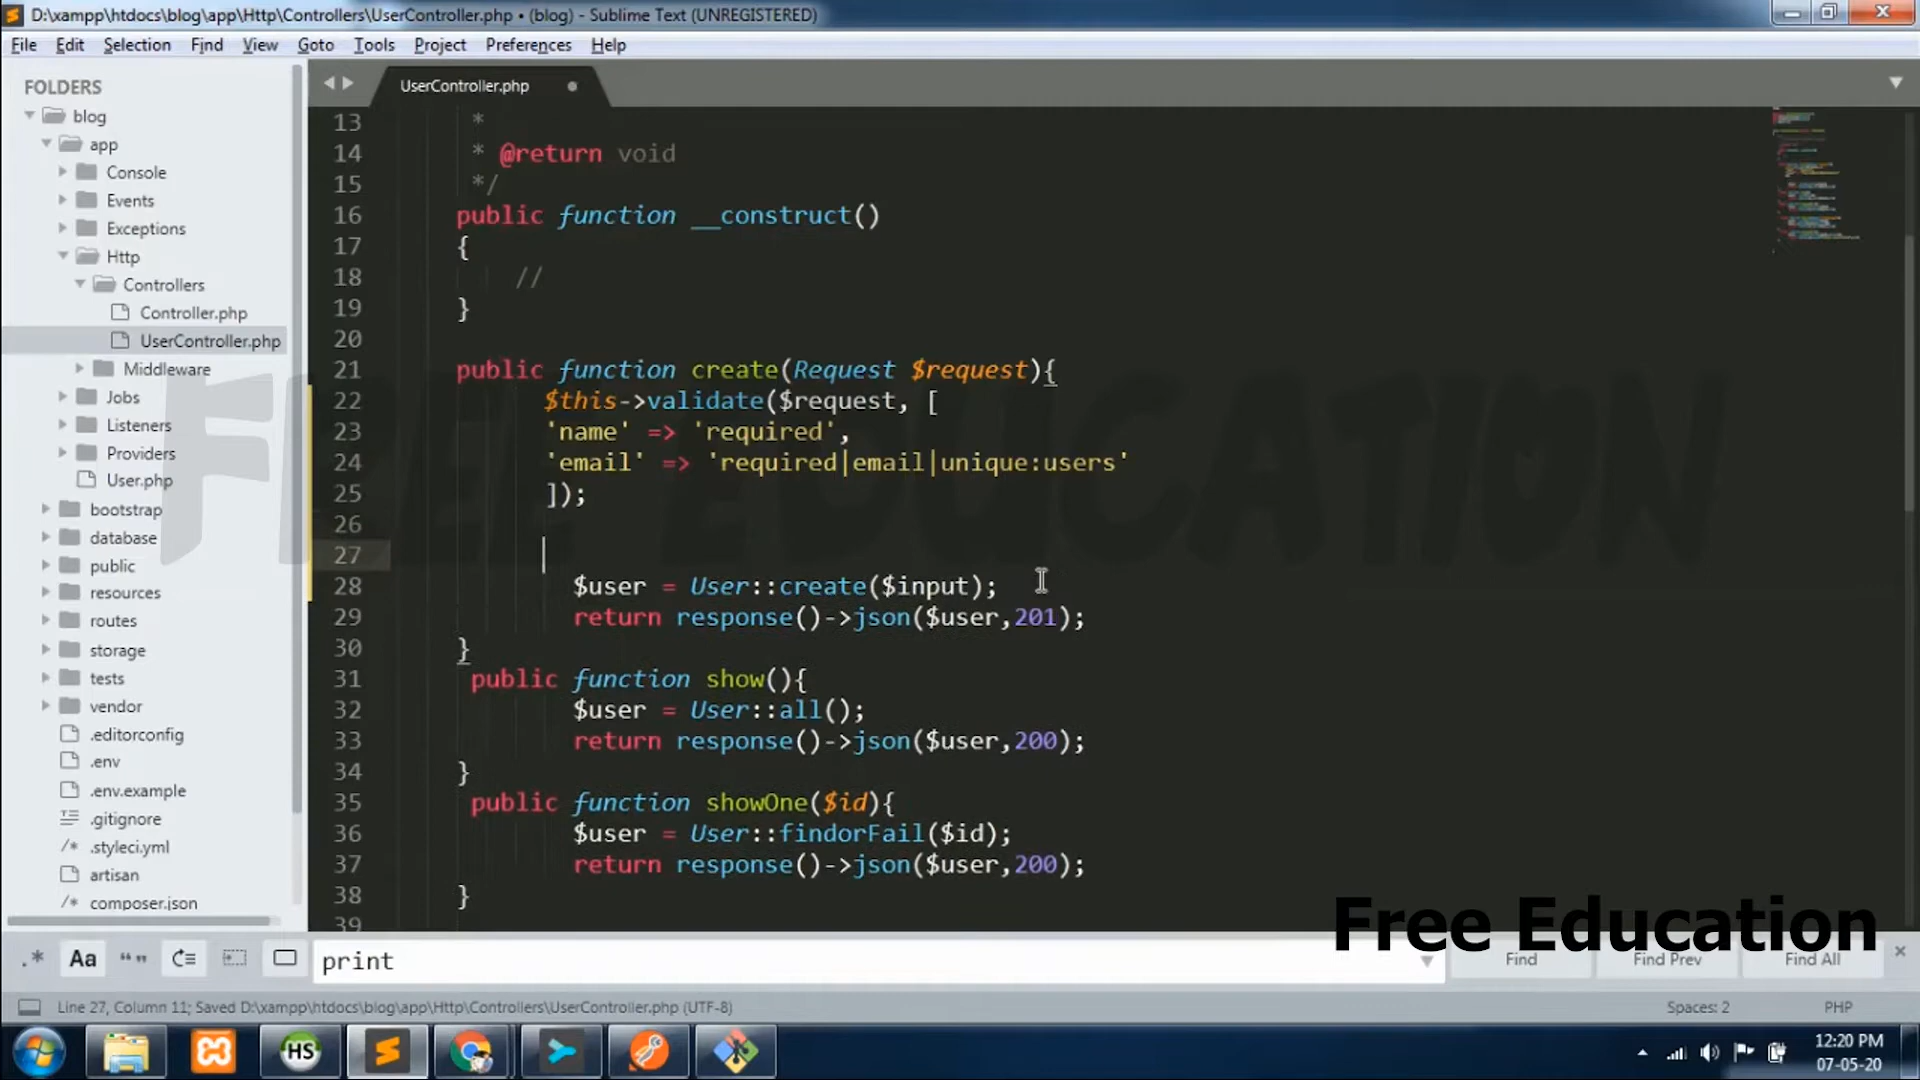 D:\xampp\htdocs\blog\app\Http\Controllers\UserController.php • (blog) - Sublime Text (UNREGISTERED)
File Edit Selection Find View Goto Tools Project Preferences Help
FOLDERS
blog
app
Console
Events
Exceptions
Http
Controllers
Controller.php
UserController.php
Middleware
Jobs
Listeners
Providers
User.php
bootstrap
database
public
resources
routes
storage
tests
vendor
.editorconfig
.env
.env.example
.gitignore
.styleci.yml
artisan
composer.json
UserController.php
13 *
14 * @return void
15 */
16 public function __construct()
17 {
18 //
19 }
20
21 public function create(Request $request){
22 $this->validate($request, [
23 'name' => 'required',
24 'email' => 'required|email|unique:users'
25 ]);
26
27
28 $user = User::create($input);
29 return response()->json($user,201);
30 }
31 public function show(){
32 $user = User::all();
33 return response()->json($user,200);
34 }
35 public function showOne($id){
36 $user = User::findorFail($id);
37 return response()->json($user,200);
38 }
39
FREE EDUCATION
Free Education
.* Aa “” print Find Find Prev Find All
Line 27, Column 11; Saved D:\xampp\htdocs\blog\app\Http\Controllers\UserController.php (UTF-8) Spaces: 2 PHP
HS
12:20 PM
07-05-20